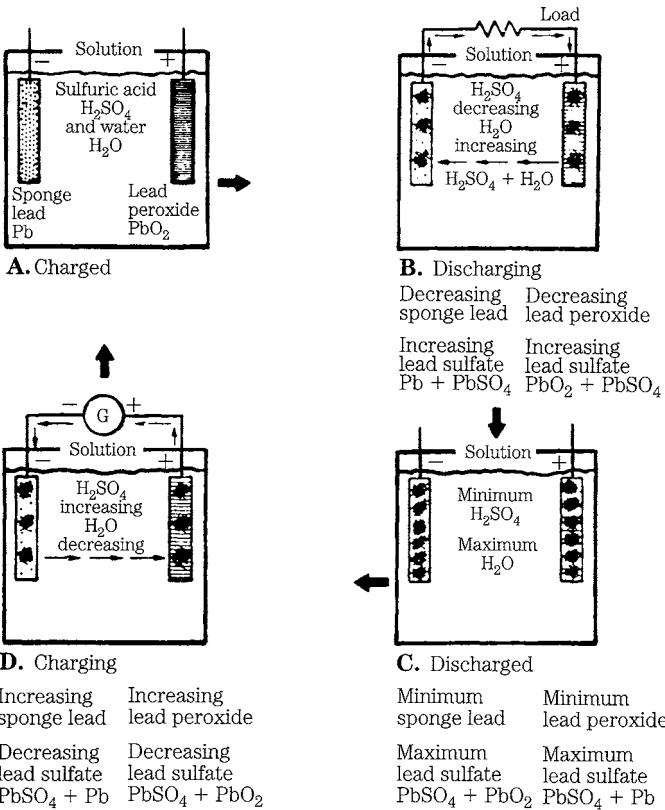 Solution
− +
Sulfuric acid
H₂SO₄
and water
H₂O
Sponge
lead
Pb
Lead
peroxide
PbO₂
A. Charged
Load
Solution
− +
H₂SO₄
decreasing
H₂O
increasing
H₂SO₄ + H₂O
B. Discharging
Decreasing
sponge lead
Decreasing
lead peroxide
Increasing
lead sulfate
Pb + PbSO₄
Increasing
lead sulfate
PbO₂ + PbSO₄
− G +
Solution
− +
H₂SO₄
increasing
H₂O
decreasing
D. Charging
Increasing
sponge lead
Increasing
lead peroxide
Decreasing
lead sulfate
PbSO₄ + Pb
Decreasing
lead sulfate
PbSO₄ + PbO₂
Solution
− +
Minimum
H₂SO₄
Maximum
H₂O
C. Discharged
Minimum
sponge lead
Minimum
lead peroxide
Maximum
lead sulfate
PbSO₄ + PbO₂
Maximum
lead sulfate
PbSO₄ + Pb